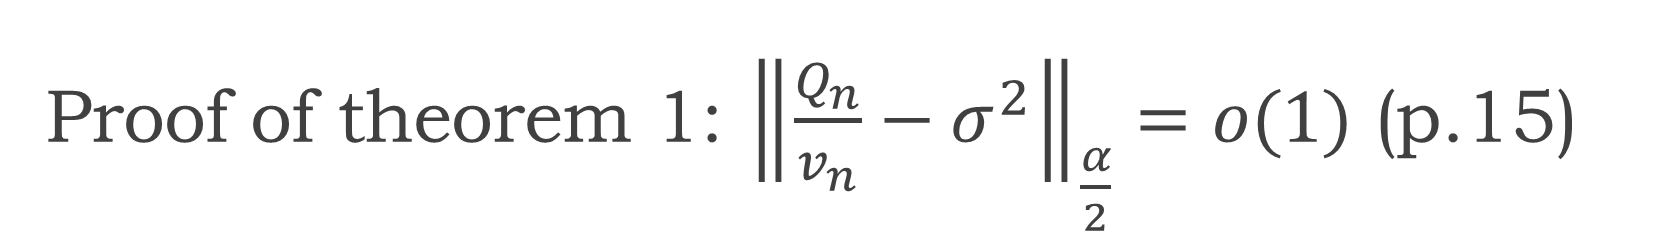 Proof of theorem 1: ‖Qₙ/vₙ − σ²‖_{α/2} = o(1) (p.15)